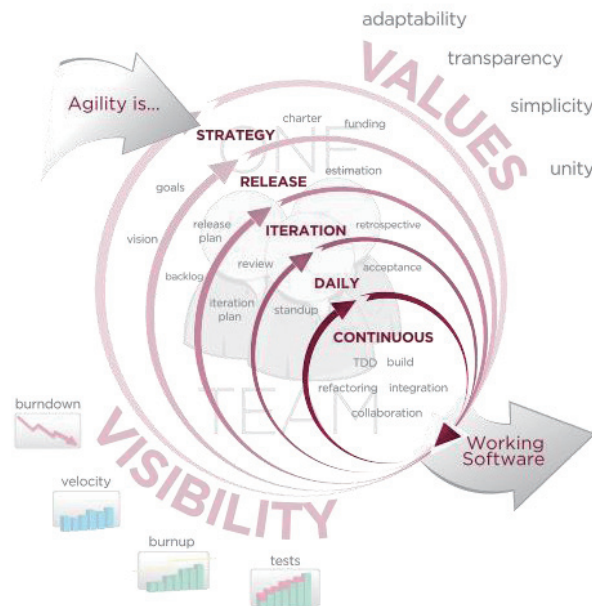 adaptability
transparency
simplicity
unity
VALUES
Agility is...
STRATEGY
charter
funding
ONE
goals
RELEASE
estimation
vision
release
plan
ITERATION
retrospective
backlog
review
acceptance
DAILY
iteration
plan
standup
CONTINUOUS
TDD
build
refactoring
integration
collaboration
TEAM
Working
Software
VISIBILITY
burndown
velocity
burnup
tests